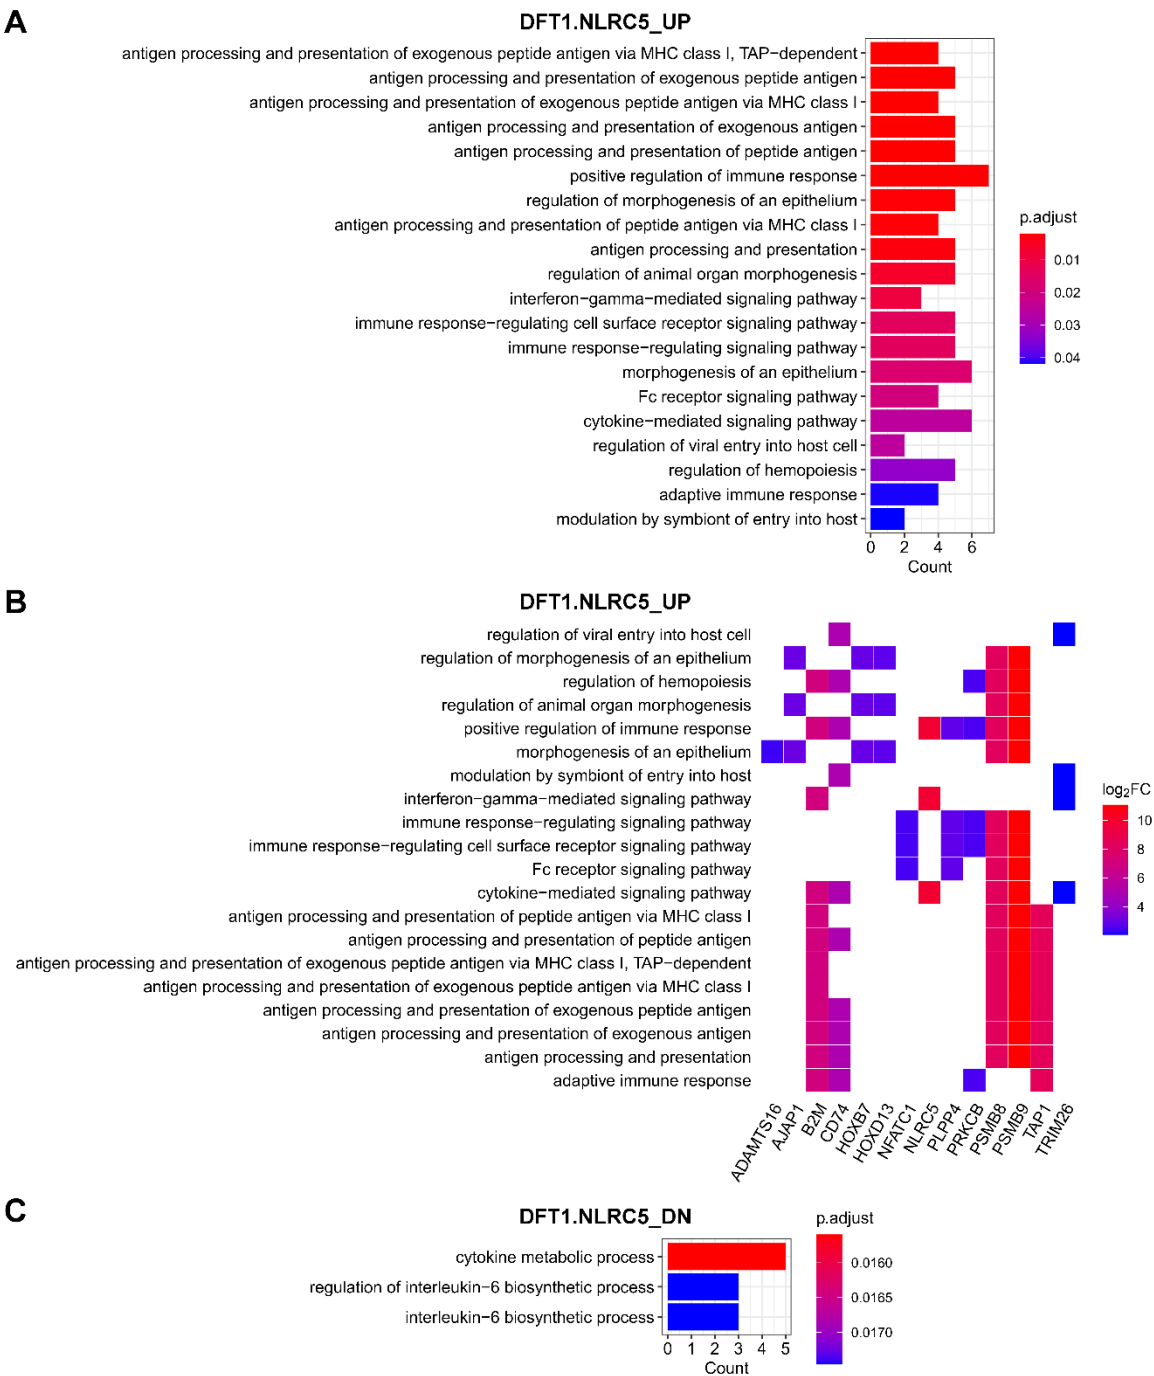 A
DFT1.NLRC5_UP
antigen processing and presentation of exogenous peptide antigen via MHC class I, TAP−dependent
antigen processing and presentation of exogenous peptide antigen
antigen processing and presentation of exogenous peptide antigen via MHC class I
antigen processing and presentation of exogenous antigen
antigen processing and presentation of peptide antigen
positive regulation of immune response
regulation of morphogenesis of an epithelium
antigen processing and presentation of peptide antigen via MHC class I
antigen processing and presentation
regulation of animal organ morphogenesis
interferon−gamma−mediated signaling pathway
immune response−regulating cell surface receptor signaling pathway
immune response−regulating signaling pathway
morphogenesis of an epithelium
Fc receptor signaling pathway
cytokine−mediated signaling pathway
regulation of viral entry into host cell
regulation of hemopoiesis
adaptive immune response
modulation by symbiont of entry into host
0 2 4 6
Count
p.adjust
0.01
0.02
0.03
0.04
B
DFT1.NLRC5_UP
regulation of viral entry into host cell
regulation of morphogenesis of an epithelium
regulation of hemopoiesis
regulation of animal organ morphogenesis
positive regulation of immune response
morphogenesis of an epithelium
modulation by symbiont of entry into host
interferon−gamma−mediated signaling pathway
immune response−regulating signaling pathway
immune response−regulating cell surface receptor signaling pathway
Fc receptor signaling pathway
cytokine−mediated signaling pathway
antigen processing and presentation of peptide antigen via MHC class I
antigen processing and presentation of peptide antigen
antigen processing and presentation of exogenous peptide antigen via MHC class I, TAP−dependent
antigen processing and presentation of exogenous peptide antigen via MHC class I
antigen processing and presentation of exogenous peptide antigen
antigen processing and presentation of exogenous antigen
antigen processing and presentation
adaptive immune response
ADAMTS16
AJAP1
B2M
CD74
HOXB7
HOXD13
NFATC1
NLRC5
PLPP4
PRKCB
PSMB8
PSMB9
TAP1
TRIM26
log₂FC
10
8
6
4
C
DFT1.NLRC5_DN
cytokine metabolic process
regulation of interleukin−6 biosynthetic process
interleukin−6 biosynthetic process
0 1 2 3 4 5
Count
p.adjust
0.0160
0.0165
0.0170